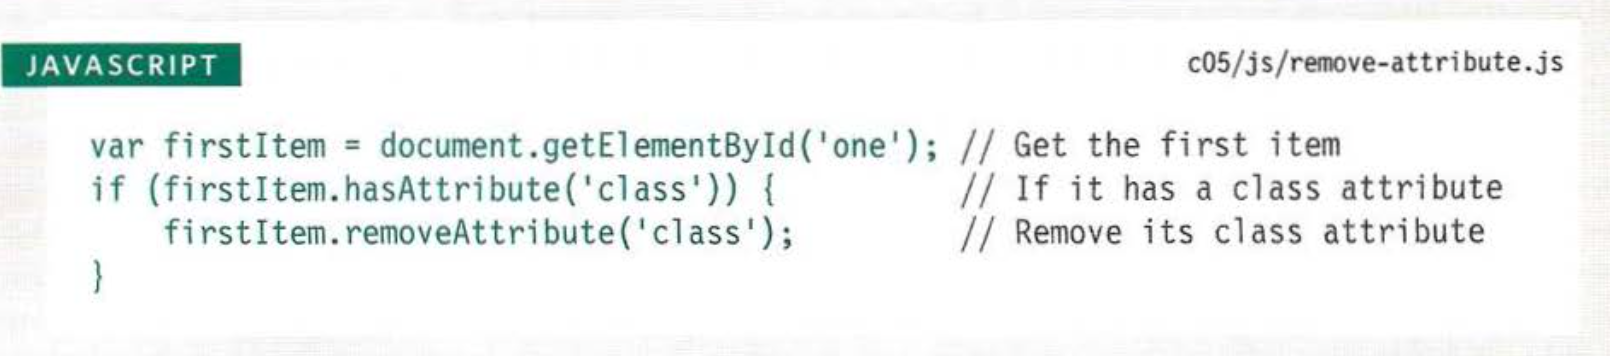 JAVASCRIPT
c05/js/remove-attribute.js
var firstItem = document.getElementById('one'); // Get the first item
if (firstItem.hasAttribute('class')) { // If it has a class attribute
firstItem.removeAttribute('class'); // Remove its class attribute
}